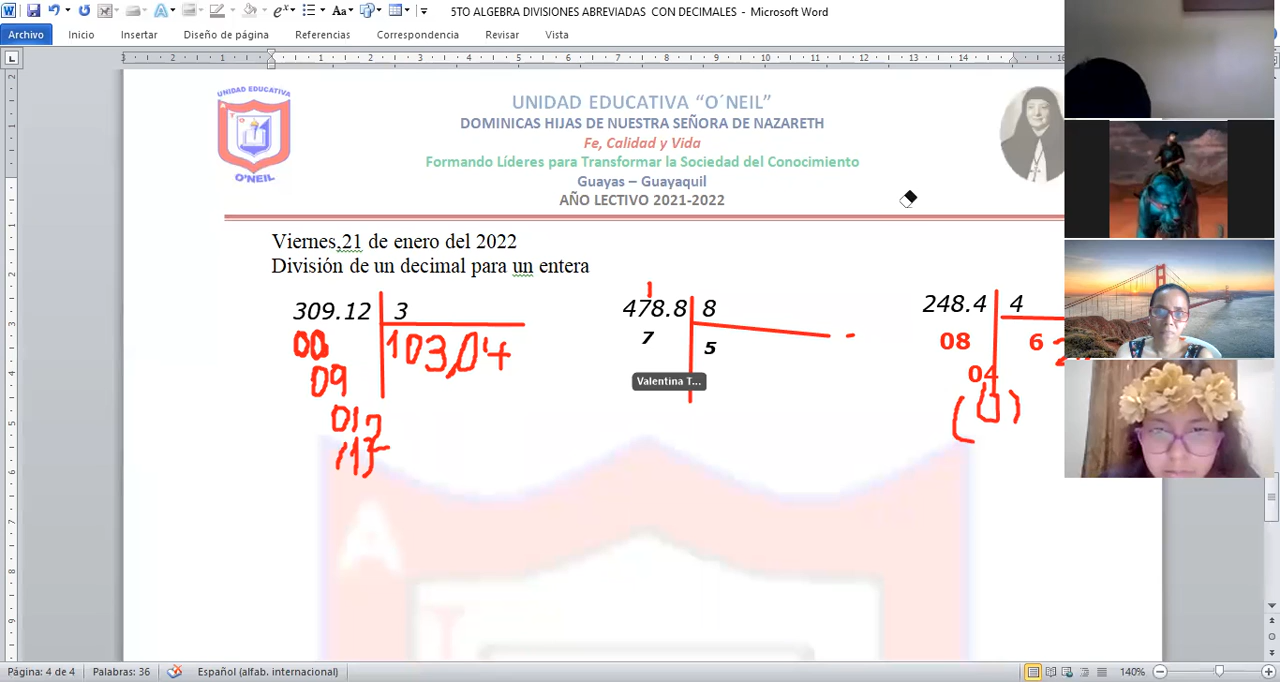 5TO ALGEBRA DIVISIONES ABREVIADAS CON DECIMALES - Microsoft Word
Archivo Inicio Insertar Diseño de página Referencias Correspondencia Revisar Vista
UNIDAD EDUCATIVA
O'NEIL
UNIDAD EDUCATIVA “O´NEIL”
DOMINICAS HIJAS DE NUESTRA SEÑORA DE NAZARETH
Fe, Calidad y Vida
Formando Líderes para Transformar la Sociedad del Conocimiento
Guayas – Guayaquil
AÑO LECTIVO 2021-2022
Viernes,21 de enero del 2022
División de un decimal para un entera
309.12 3
00
103,04
09
012
1
478.8 8
7
5
Valentina T...
248.4 4
08 6
04
(0)
A
T
Página: 4 de 4 Palabras: 36 Español (alfab. internacional) 140%